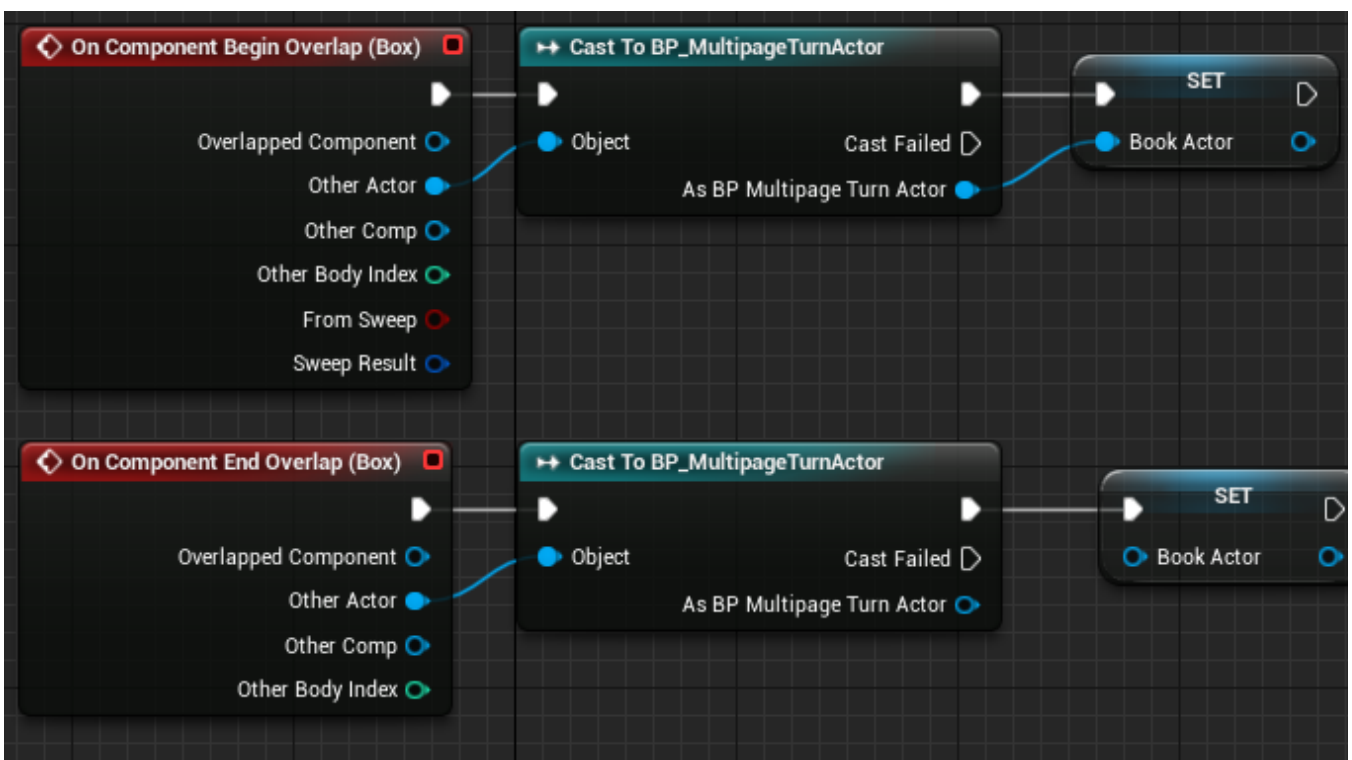 On Component Begin Overlap (Box)
Cast To BP_MultipageTurnActor
SET
Overlapped Component
Object
Cast Failed
Book Actor
Other Actor
As BP Multipage Turn Actor
Other Comp
Other Body Index
From Sweep
Sweep Result
On Component End Overlap (Box)
Cast To BP_MultipageTurnActor
SET
Overlapped Component
Object
Cast Failed
Book Actor
Other Actor
As BP Multipage Turn Actor
Other Comp
Other Body Index